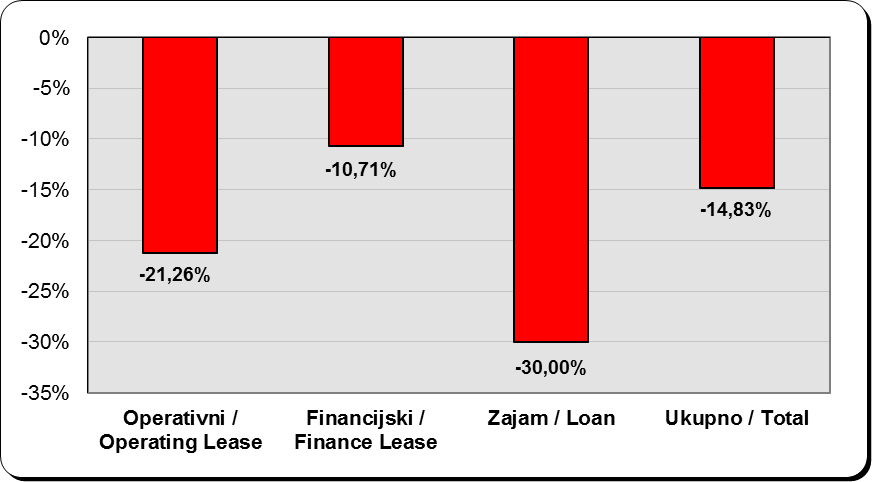 0%
-5%
-10%
-15%
-20%
-25%
-30%
-35%
-21,26%
-10,71%
-30,00%
-14,83%
Operativni /
Operating Lease
Financijski /
Finance Lease
Zajam / Loan
Ukupno / Total